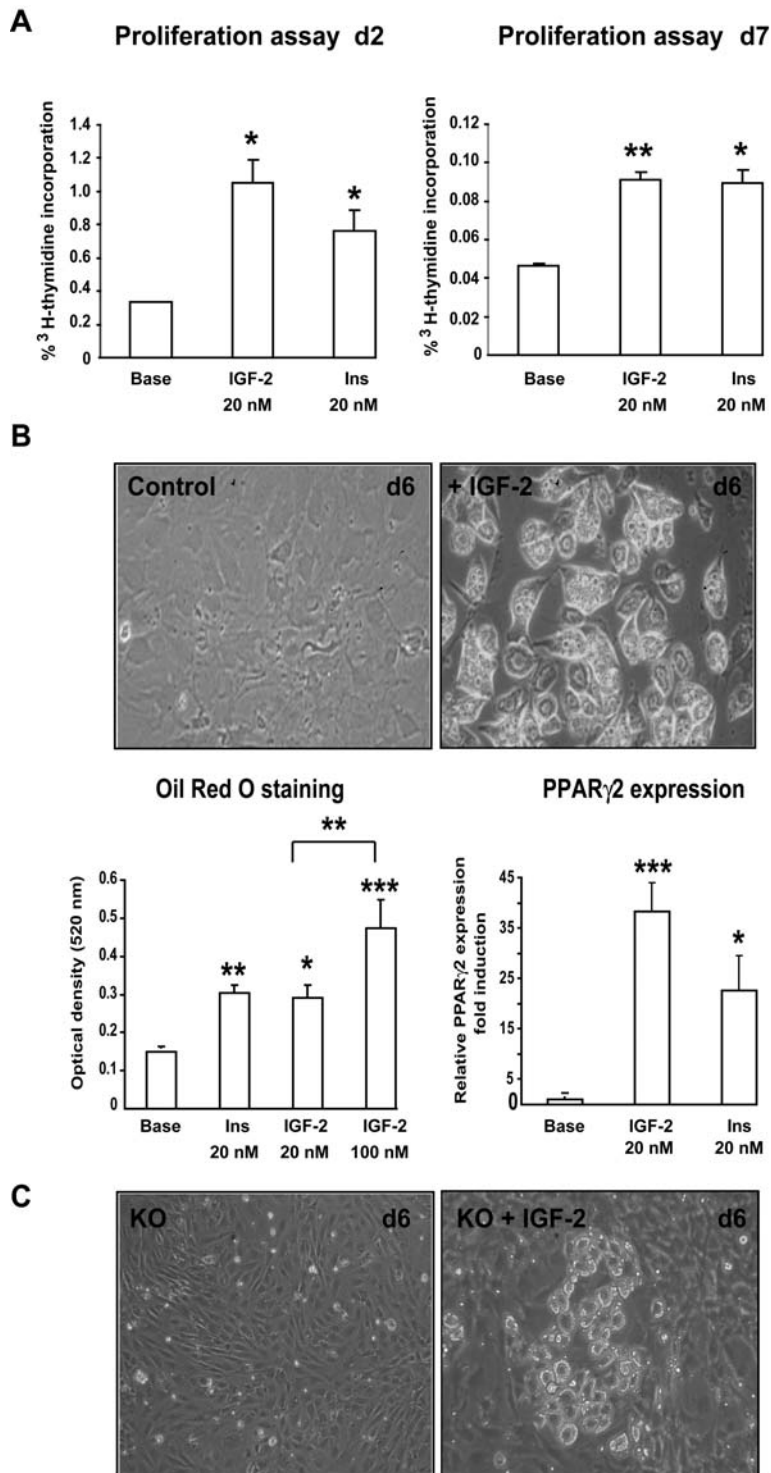 A
Proliferation assay d2
Proliferation assay d7
% ³H-thymidine incorporation
1.4
1.2
1.0
0.8
0.6
0.4
0.2
0
*
*
Base
IGF-2
20 nM
Ins
20 nM
% ³H-thymidine incorporation
0.12
0.10
0.08
0.06
0.04
0.02
0
**
*
Base
IGF-2
20 nM
Ins
20 nM
B
Control
d6
+ IGF-2
d6
Oil Red O staining
Optical density (520 nm)
0.6
0.5
0.4
0.3
0.2
0.1
0
**
**
*
***
Base
Ins
20 nM
IGF-2
20 nM
IGF-2
100 nM
PPARγ2 expression
Relative PPARγ2 expression
fold induction
45
35
25
15
5
0
***
*
Base
IGF-2
20 nM
Ins
20 nM
C
KO
d6
KO + IGF-2
d6